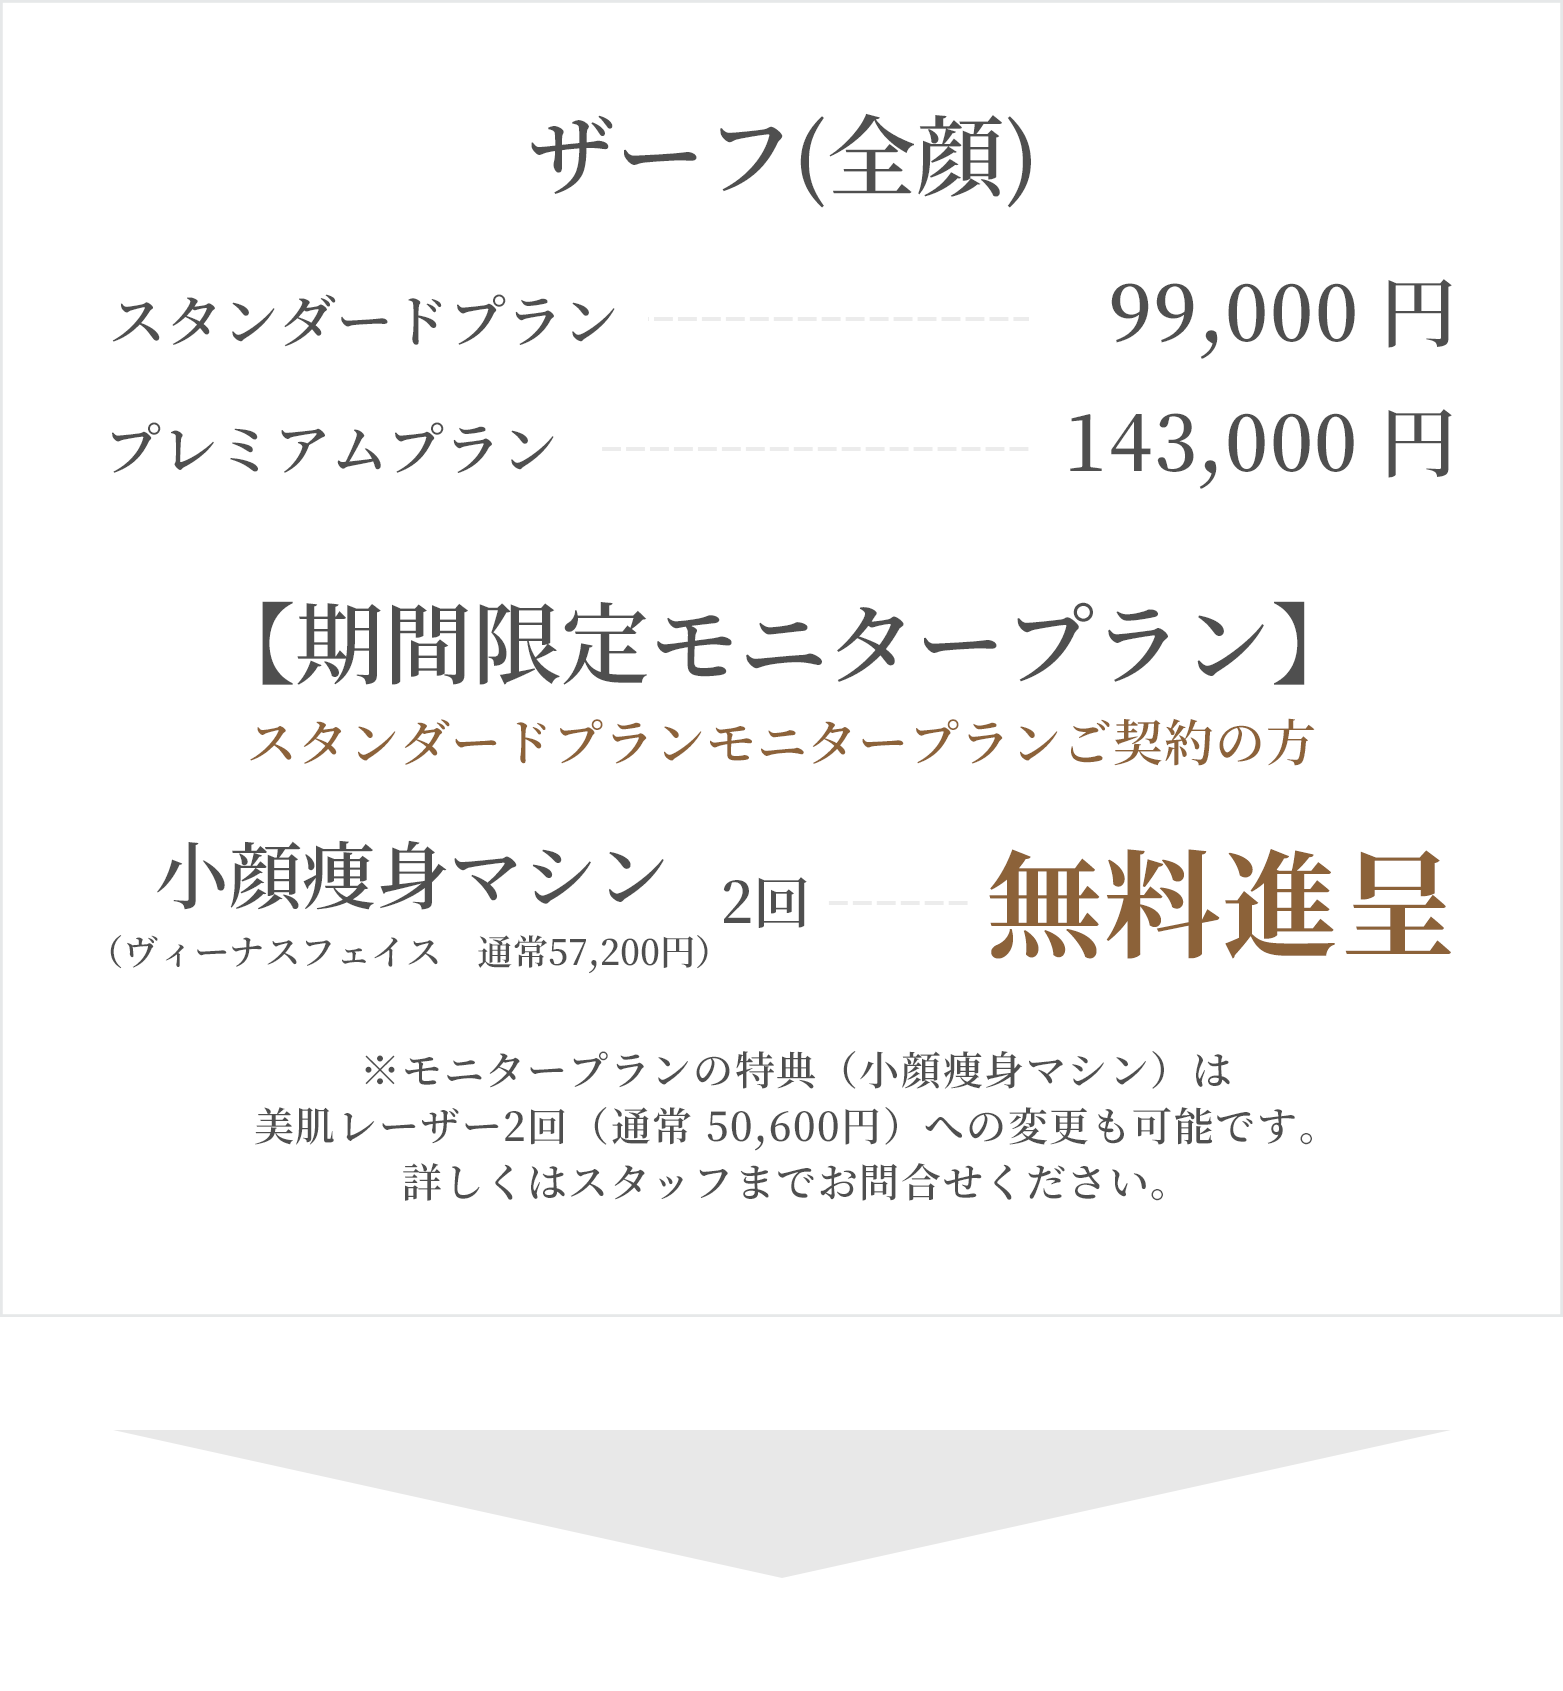 ザーフ(全顔)
スタンダードプラン 99,000 円
プレミアムプラン 143,000 円
【期間限定モニタープラン】
スタンダードプランモニタープランご契約の方
小顔痩身マシン 2回 無料進呈
（ヴィーナスフェイス　通常57,200円）
※モニタープランの特典（小顔痩身マシン）は
美肌レーザー2回（通常 50,600円）への変更も可能です。
詳しくはスタッフまでお問合せください。